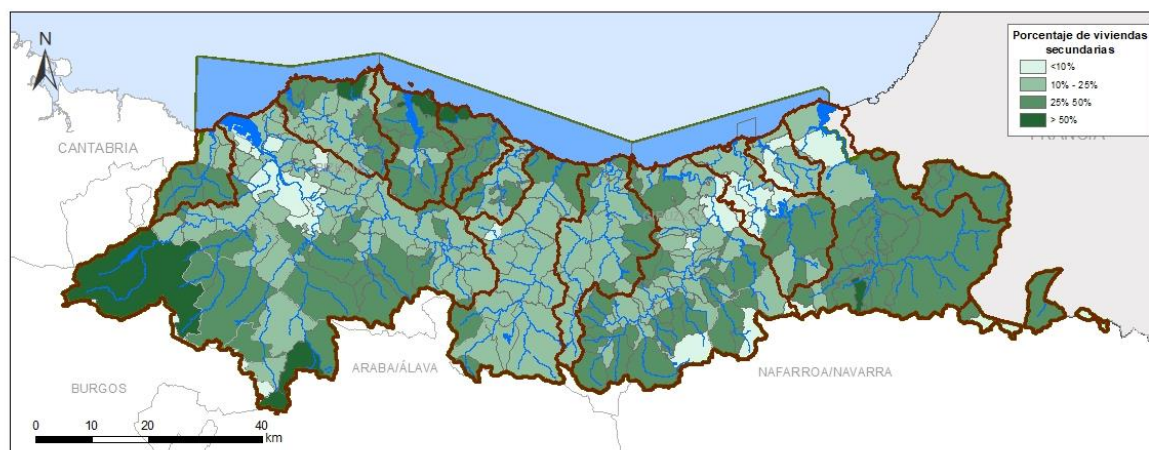 Porcentaje de viviendas
secundarias
<10%
10% - 25%
25% 50%
> 50%
N
CANTABRIA
BURGOS
ARABA/ÁLAVA
NAFARROA/NAVARRA
0 10 20 40
km